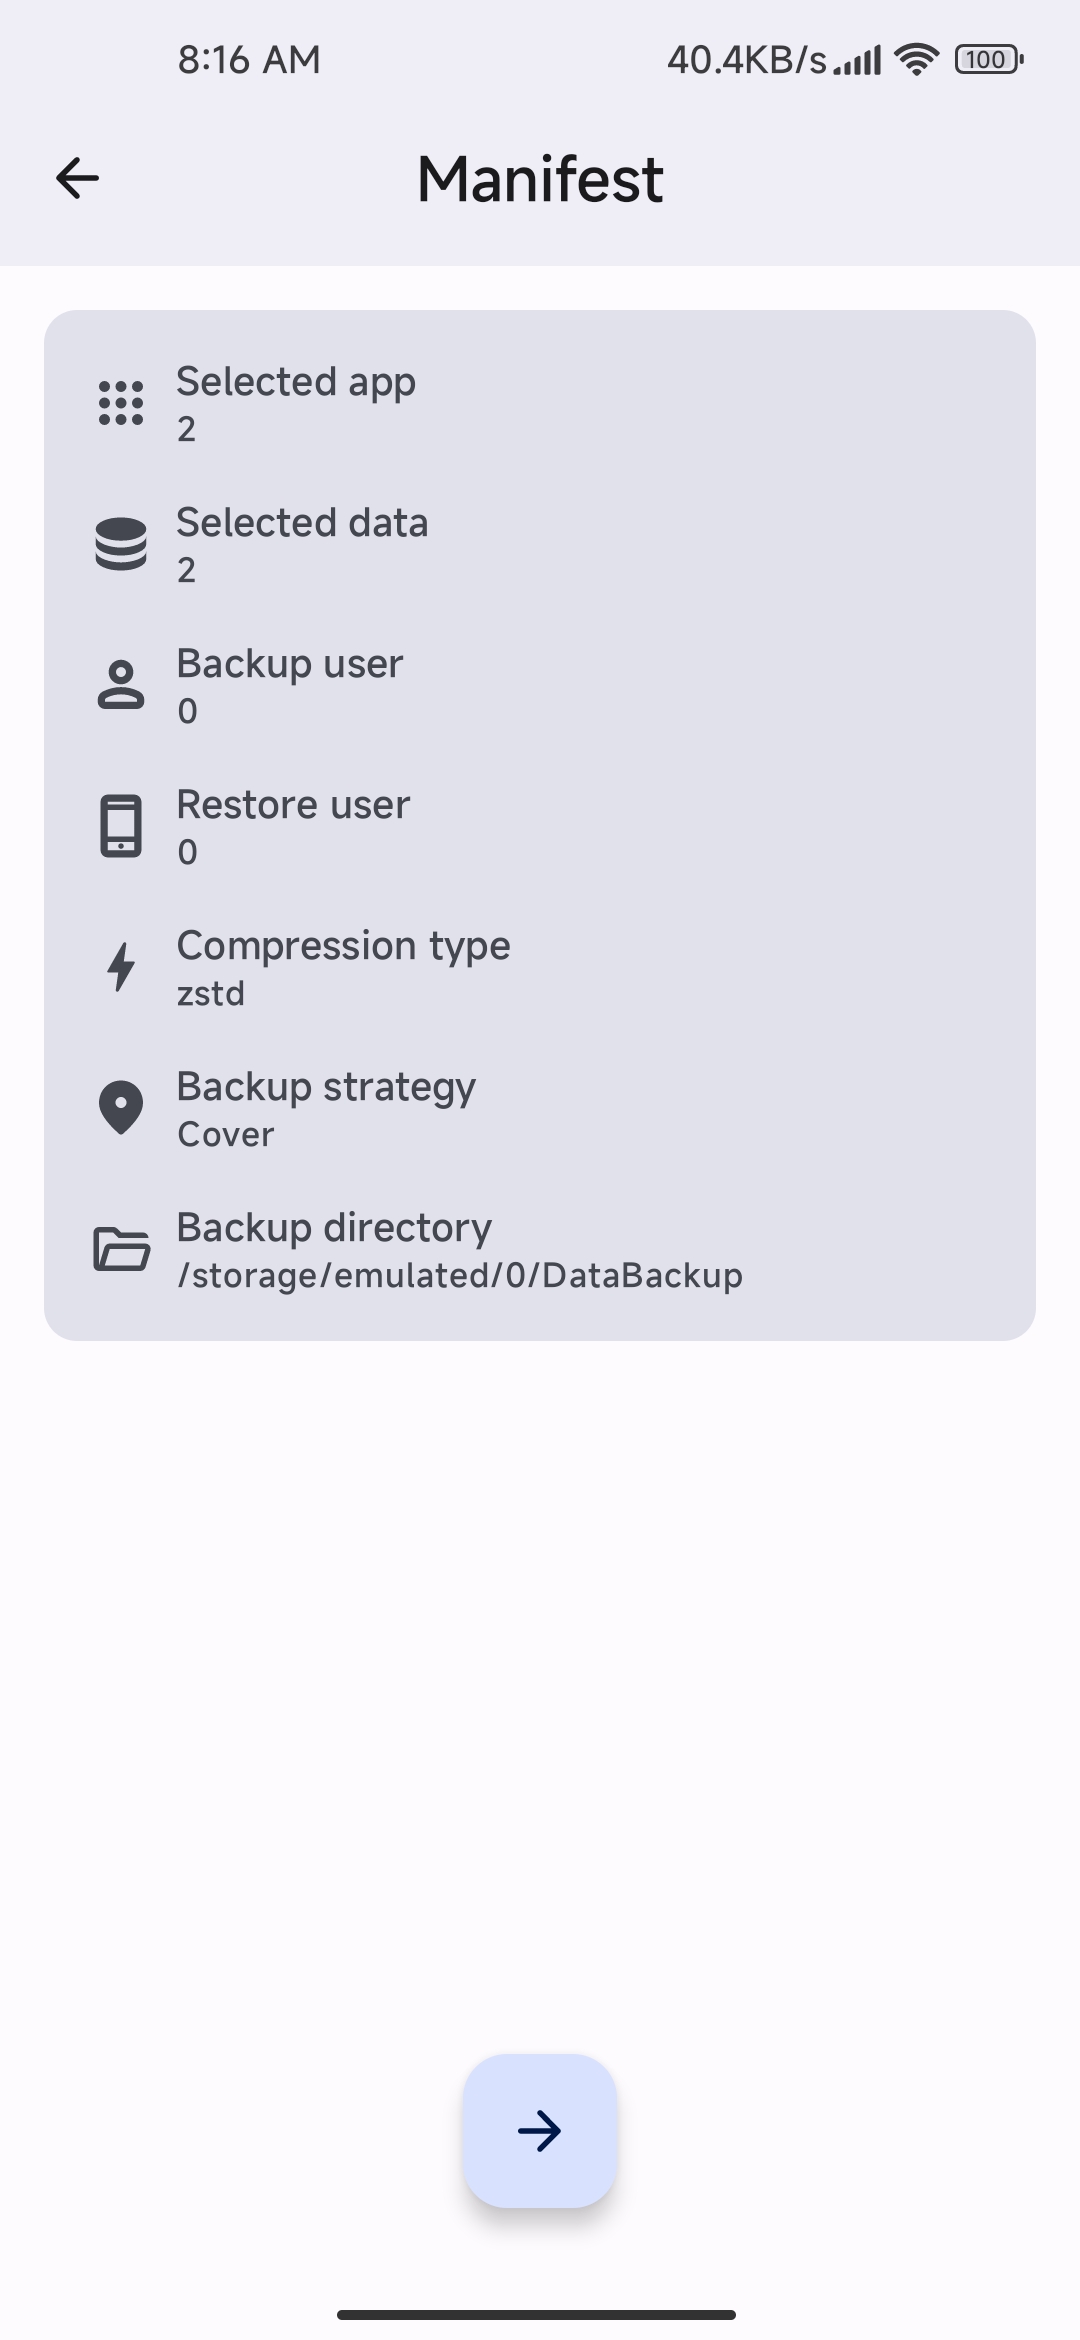 8:16 AM
40.4KB/s
100
Manifest
Selected app
2
Selected data
2
Backup user
0
Restore user
0
Compression type
zstd
Backup strategy
Cover
Backup directory
/storage/emulated/0/DataBackup